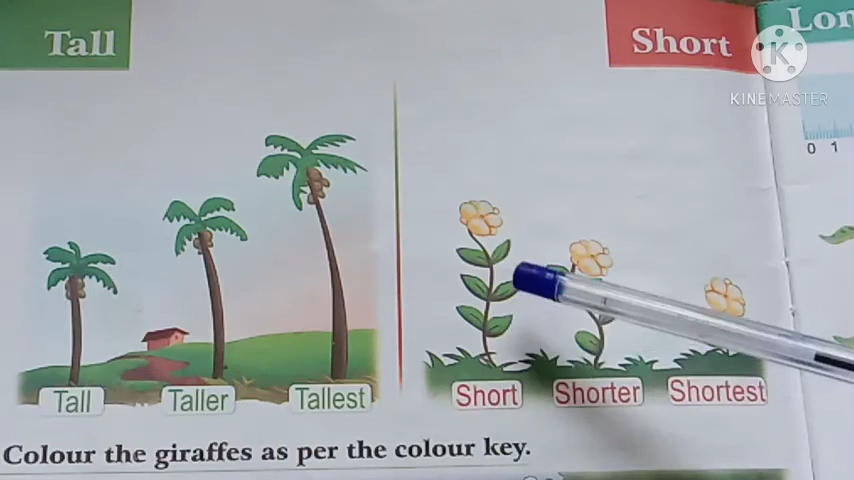 Tall
Short
Lon
K
KINEMASTER
0 1
Tall Taller Tallest
Short Shorter Shortest
Colour the giraffes as per the colour key.